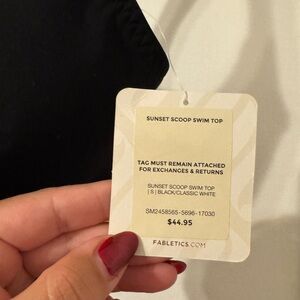 SUNSET SCOOP SWIM TOP
TAG MUST REMAIN ATTACHED
FOR EXCHANGES & RETURNS
SUNSET SCOOP SWIM TOP
| S | BLACK/CLASSIC WHITE
SM2458565-5696-17030
$44.95
FABLETICS.COM